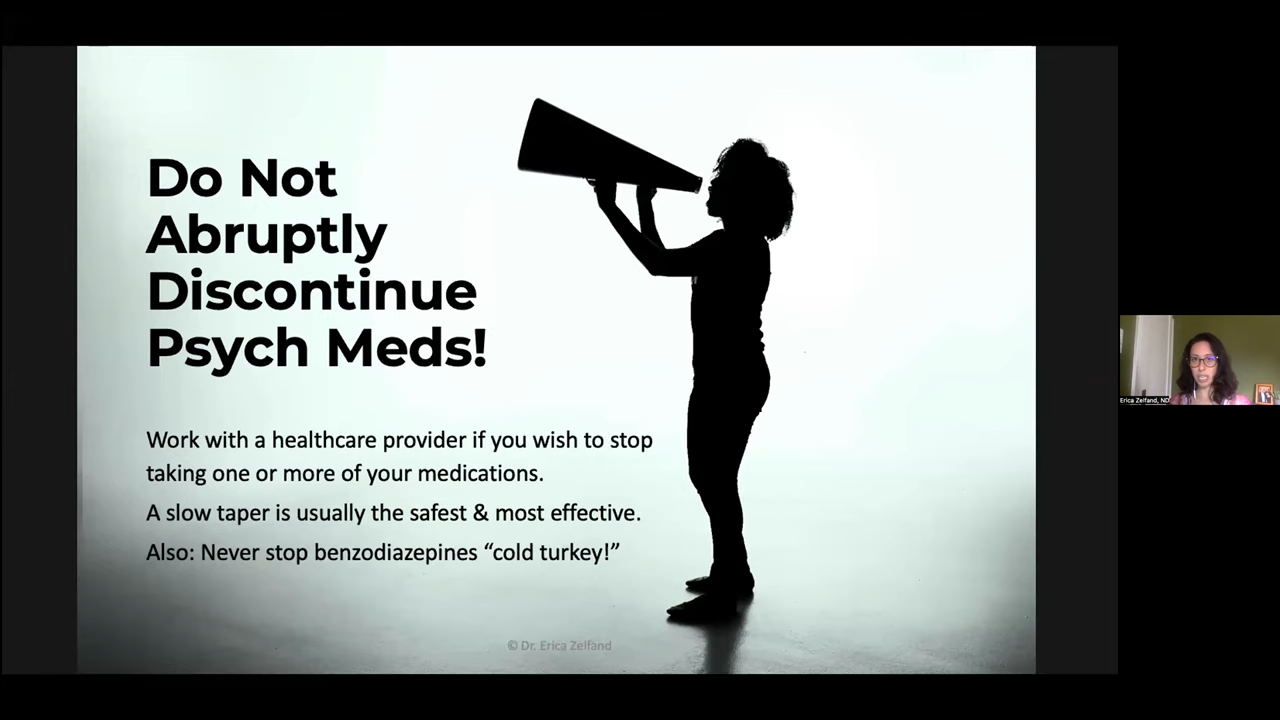 Do Not
Abruptly
Discontinue
Psych Meds!
Work with a healthcare provider if you wish to stop
taking one or more of your medications.
A slow taper is usually the safest & most effective.
Also: Never stop benzodiazepines “cold turkey!”
© Dr. Erica Zelfand
Erica Zelfand, ND